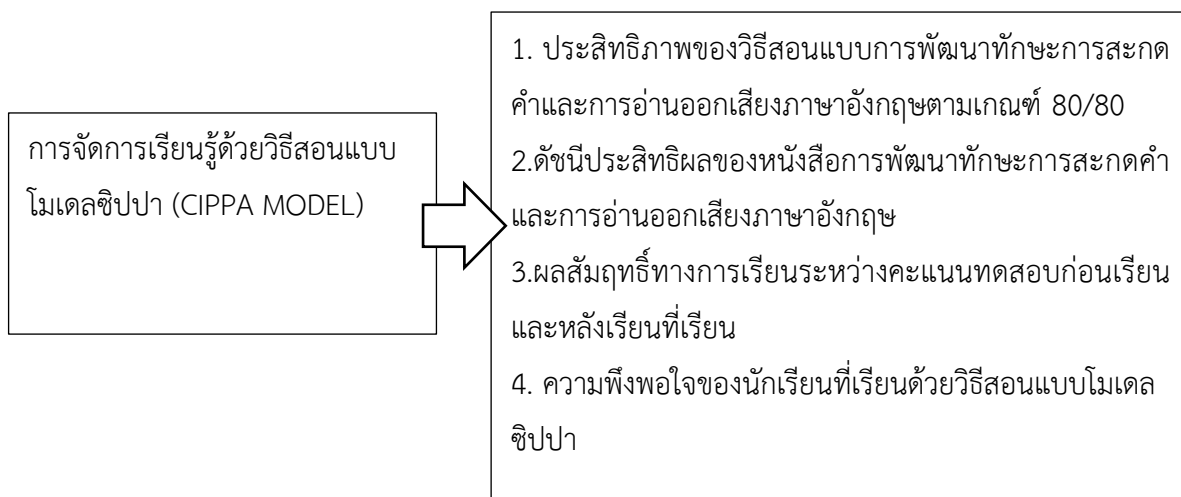 การจัดการเรียนรู้ด้วยวิธีสอนแบบ
โมเดลซิปปา (CIPPA MODEL)
1. ประสิทธิภาพของวิธีสอนแบบการพัฒนาทักษะการสะกด
คำและการอ่านออกเสียงภาษาอังกฤษตามเกณฑ์ 80/80
2.ดัชนีประสิทธิผลของหนังสือการพัฒนาทักษะการสะกดคำ
และการอ่านออกเสียงภาษาอังกฤษ
3.ผลสัมฤทธิ์ทางการเรียนระหว่างคะแนนทดสอบก่อนเรียน
และหลังเรียนที่เรียน
4. ความพึงพอใจของนักเรียนที่เรียนด้วยวิธีสอนแบบโมเดล
ซิปปา